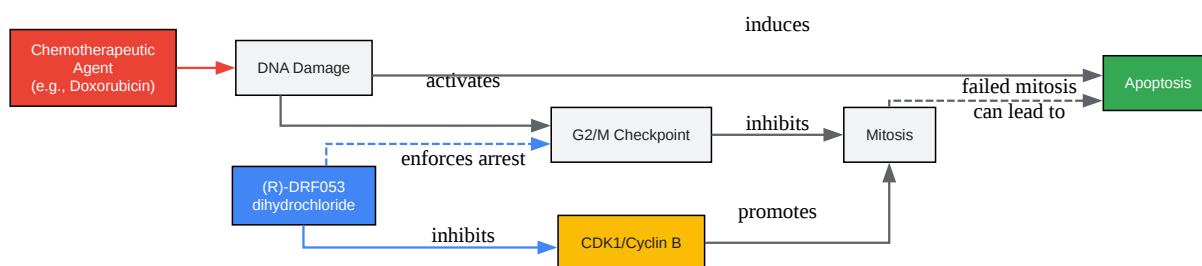 induces
Chemotherapeutic
Agent
(e.g., Doxorubicin)
DNA Damage
activates
Apoptosis
failed mitosis
can lead to
G2/M Checkpoint
inhibits
Mitosis
enforces arrest
(R)-DRF053
dihydrochloride
promotes
inhibits
CDK1/Cyclin B